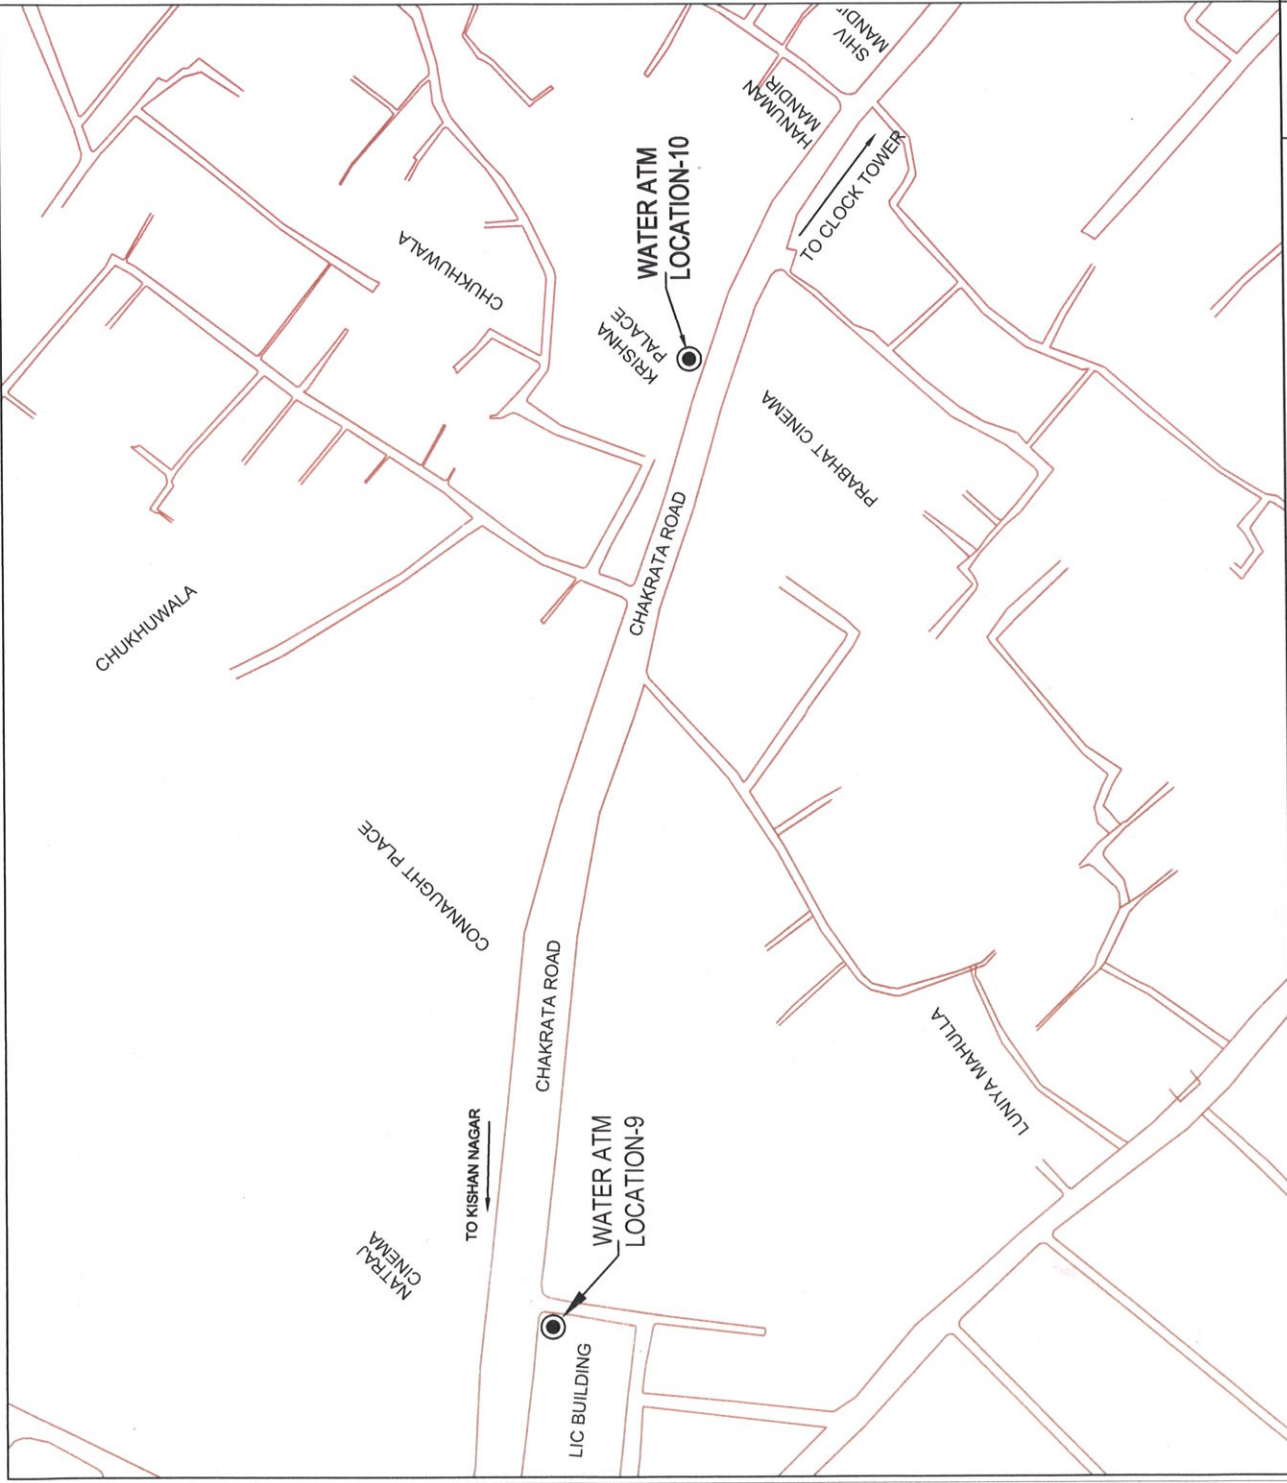 SHIV
MANDI
HANUMAN
MANDIR
TO CLOCK TOWER
WATER ATM
LOCATION-10
CHUKHUWALA
KRISHNA
PALACE
PRABHAT CINEMA
CHAKRATA ROAD
CHUKHUWALA
CONNAUGHT PLACE
CHAKRATA ROAD
LUNIYA MAHULLA
TO KISHAN NAGAR
WATER ATM
LOCATION-9
NATRAJ
CINEMA
LIC BUILDING